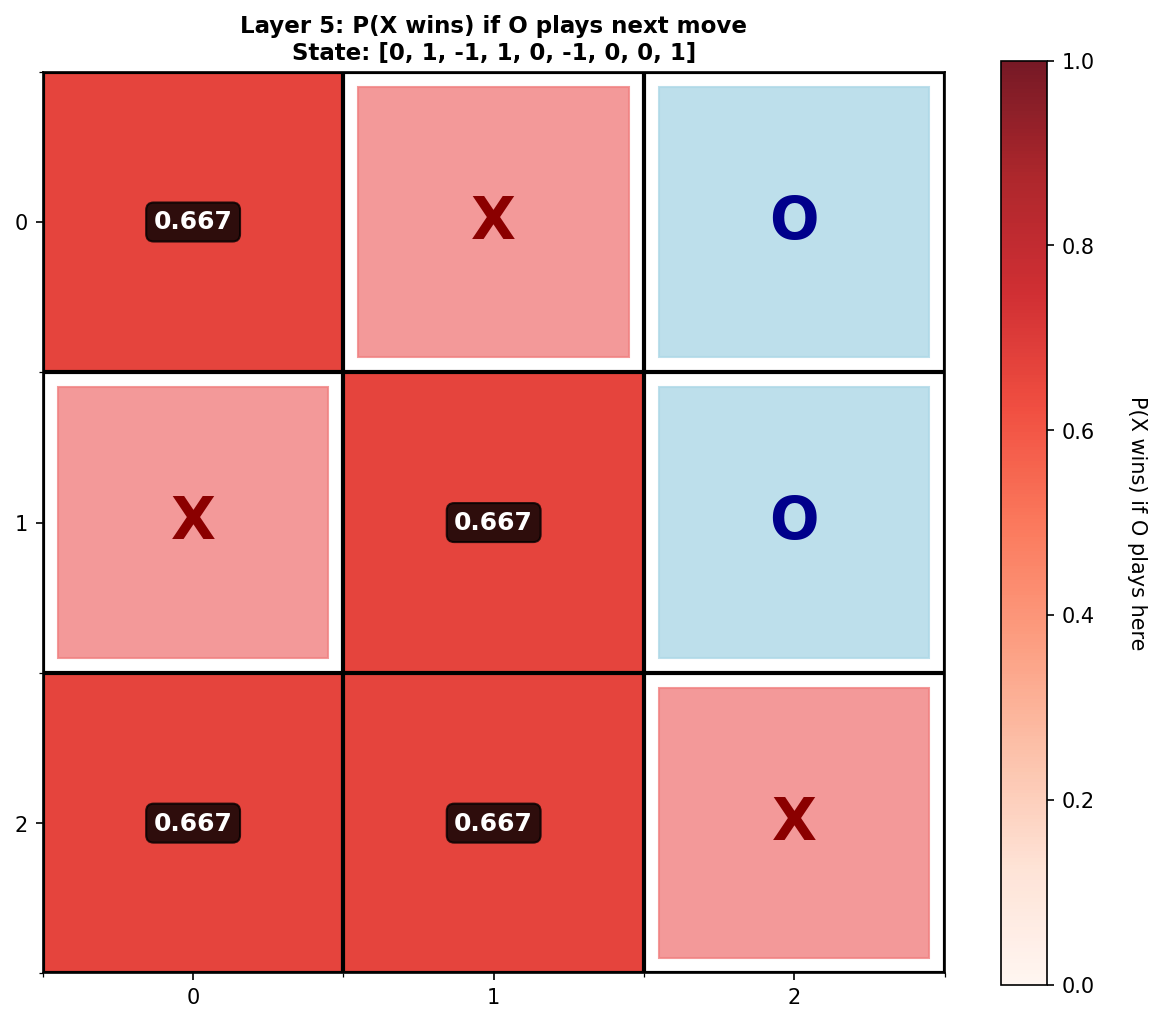 Layer 5: P(X wins) if O plays next move
State: [0, 1, -1, 1, 0, -1, 0, 0, 1]
0.667
X
O
X
0.667
O
0.667
0.667
X
0
1
2
0
1
2
1.0
0.8
0.6
0.4
0.2
0.0
P(X wins) if O plays here